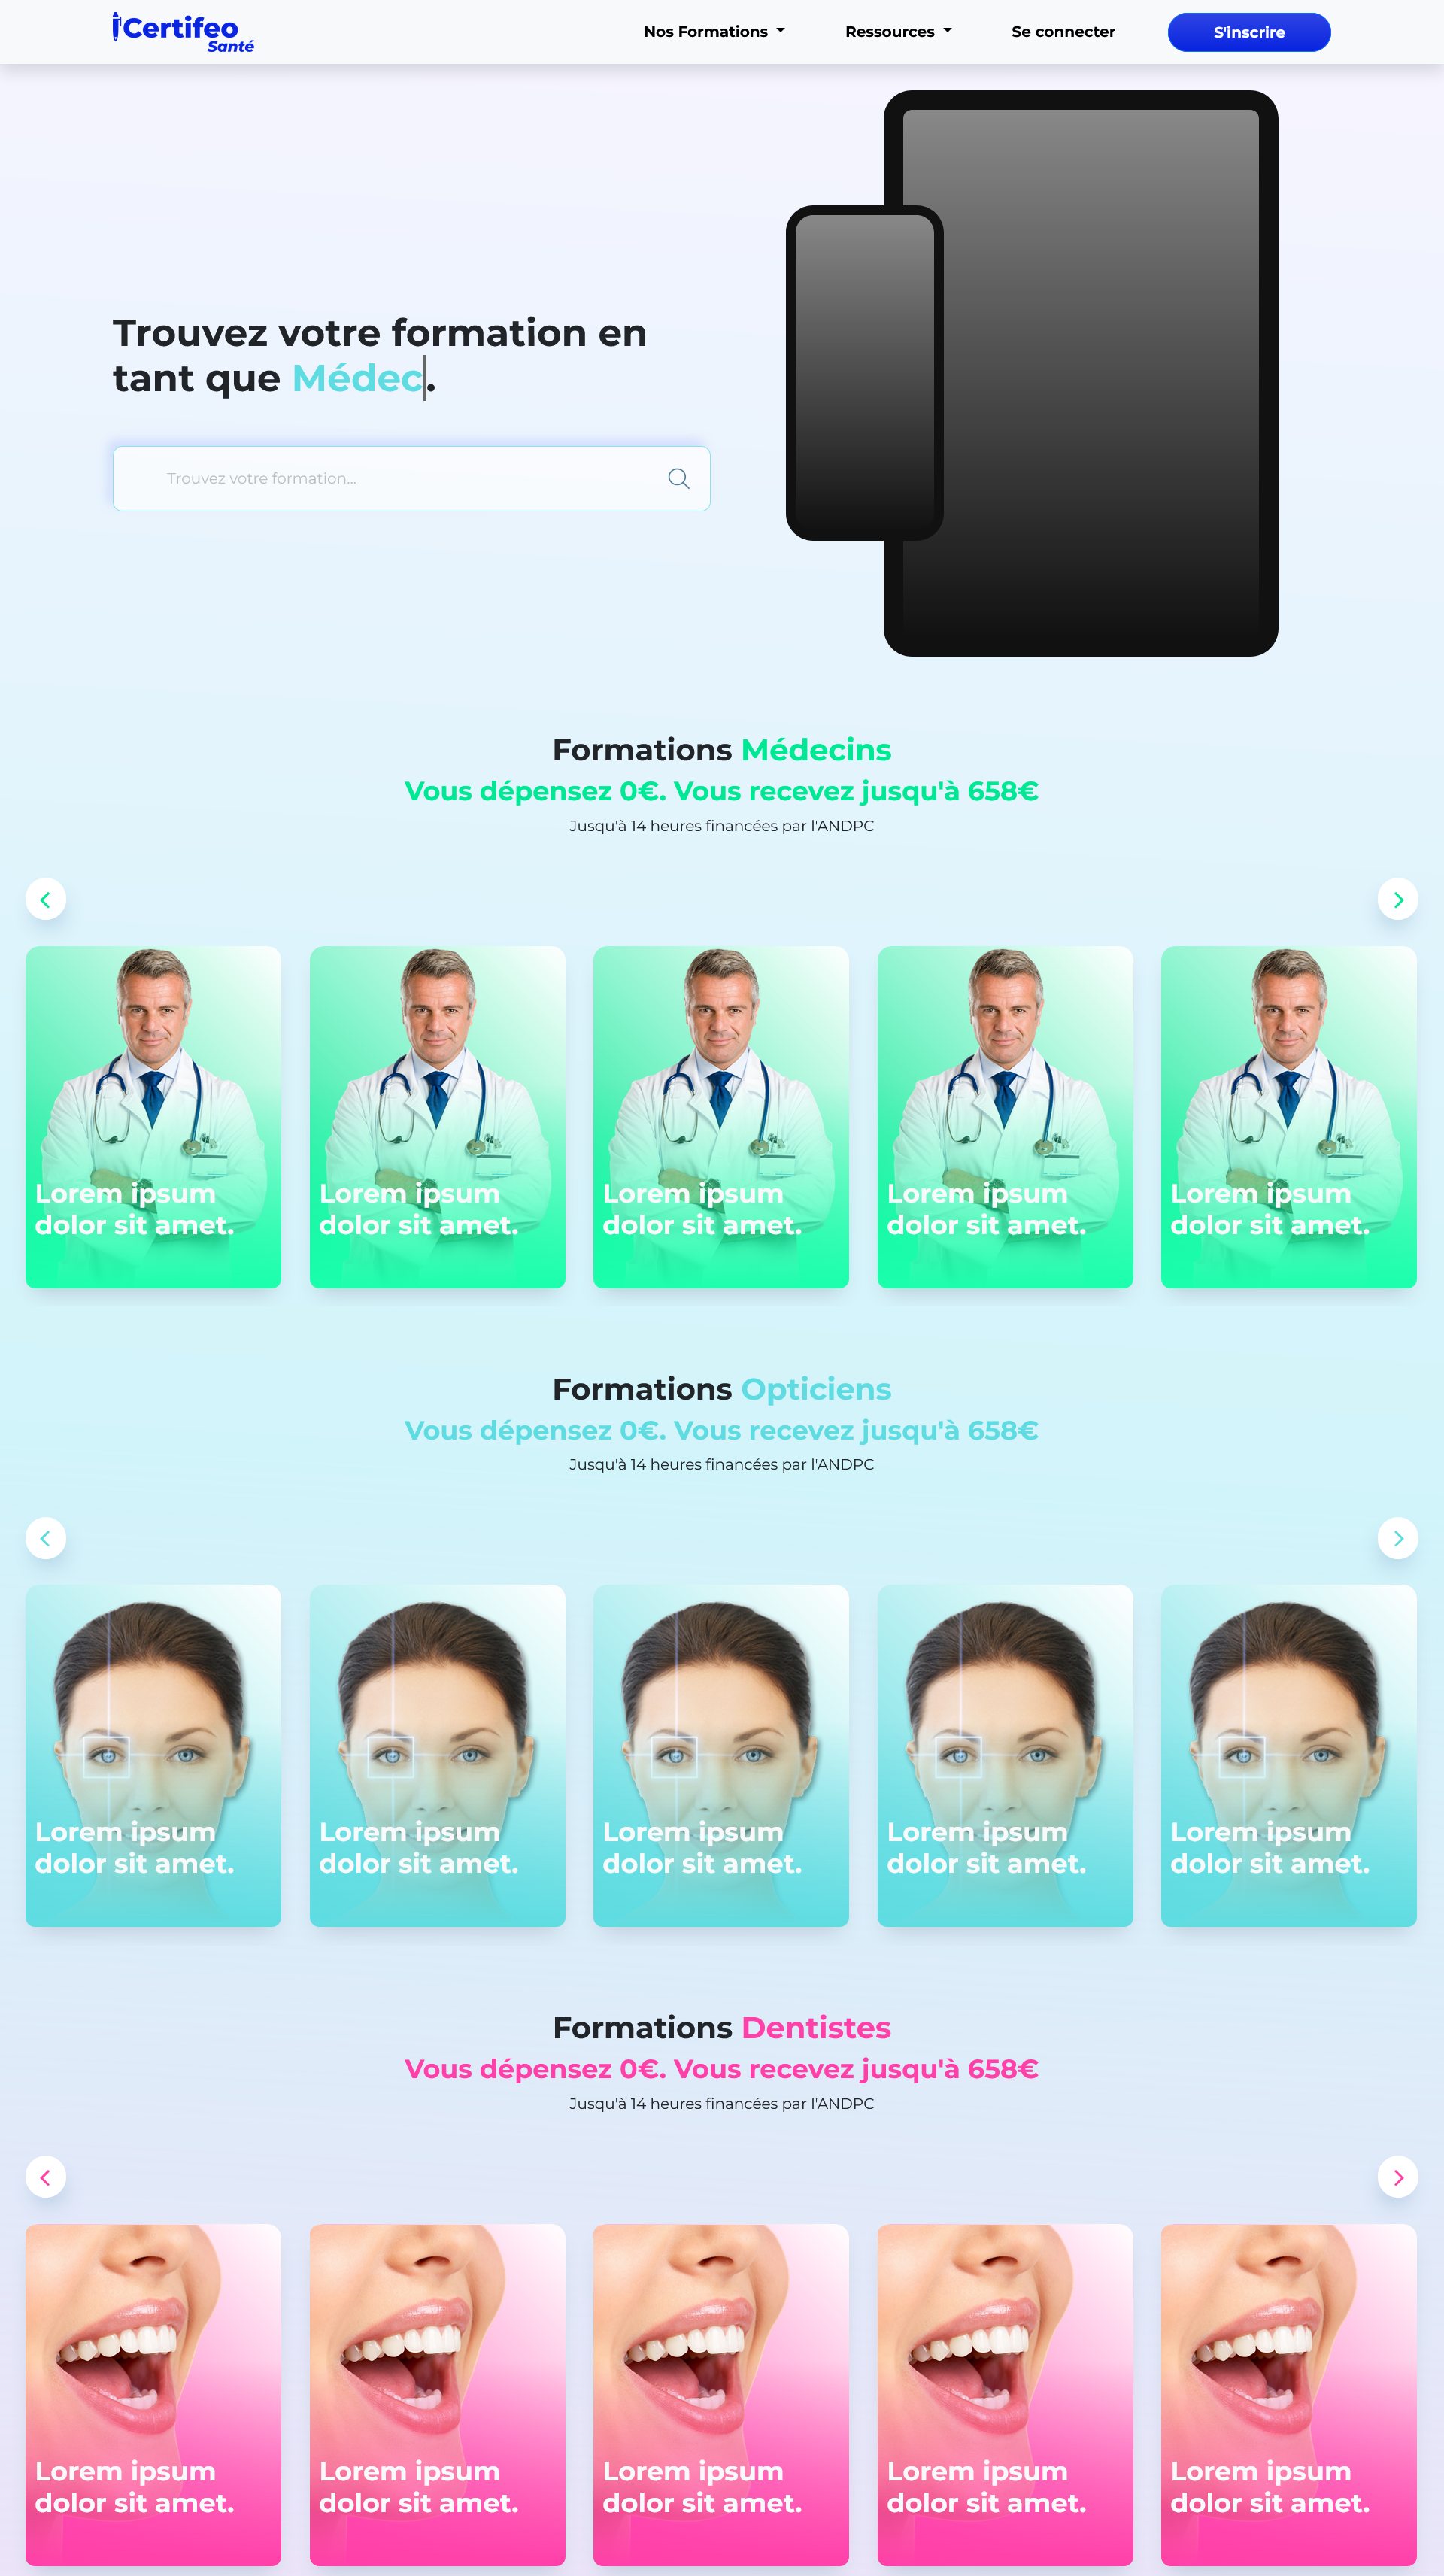 Certifeo
Santé
Nos Formations
Ressources
Se connecter
S'inscrire
Trouvez votre formation en
tant que Médec.
Trouvez votre formation...
Formations Médecins
Vous dépensez 0€. Vous recevez jusqu'à 658€
Jusqu'à 14 heures financées par l'ANDPC
Lorem ipsum
dolor sit amet.
Lorem ipsum
dolor sit amet.
Lorem ipsum
dolor sit amet.
Lorem ipsum
dolor sit amet.
Lorem ipsum
dolor sit amet.
Formations Opticiens
Vous dépensez 0€. Vous recevez jusqu'à 658€
Jusqu'à 14 heures financées par l'ANDPC
Lorem ipsum
dolor sit amet.
Lorem ipsum
dolor sit amet.
Lorem ipsum
dolor sit amet.
Lorem ipsum
dolor sit amet.
Lorem ipsum
dolor sit amet.
Formations Dentistes
Vous dépensez 0€. Vous recevez jusqu'à 658€
Jusqu'à 14 heures financées par l'ANDPC
Lorem ipsum
dolor sit amet.
Lorem ipsum
dolor sit amet.
Lorem ipsum
dolor sit amet.
Lorem ipsum
dolor sit amet.
Lorem ipsum
dolor sit amet.